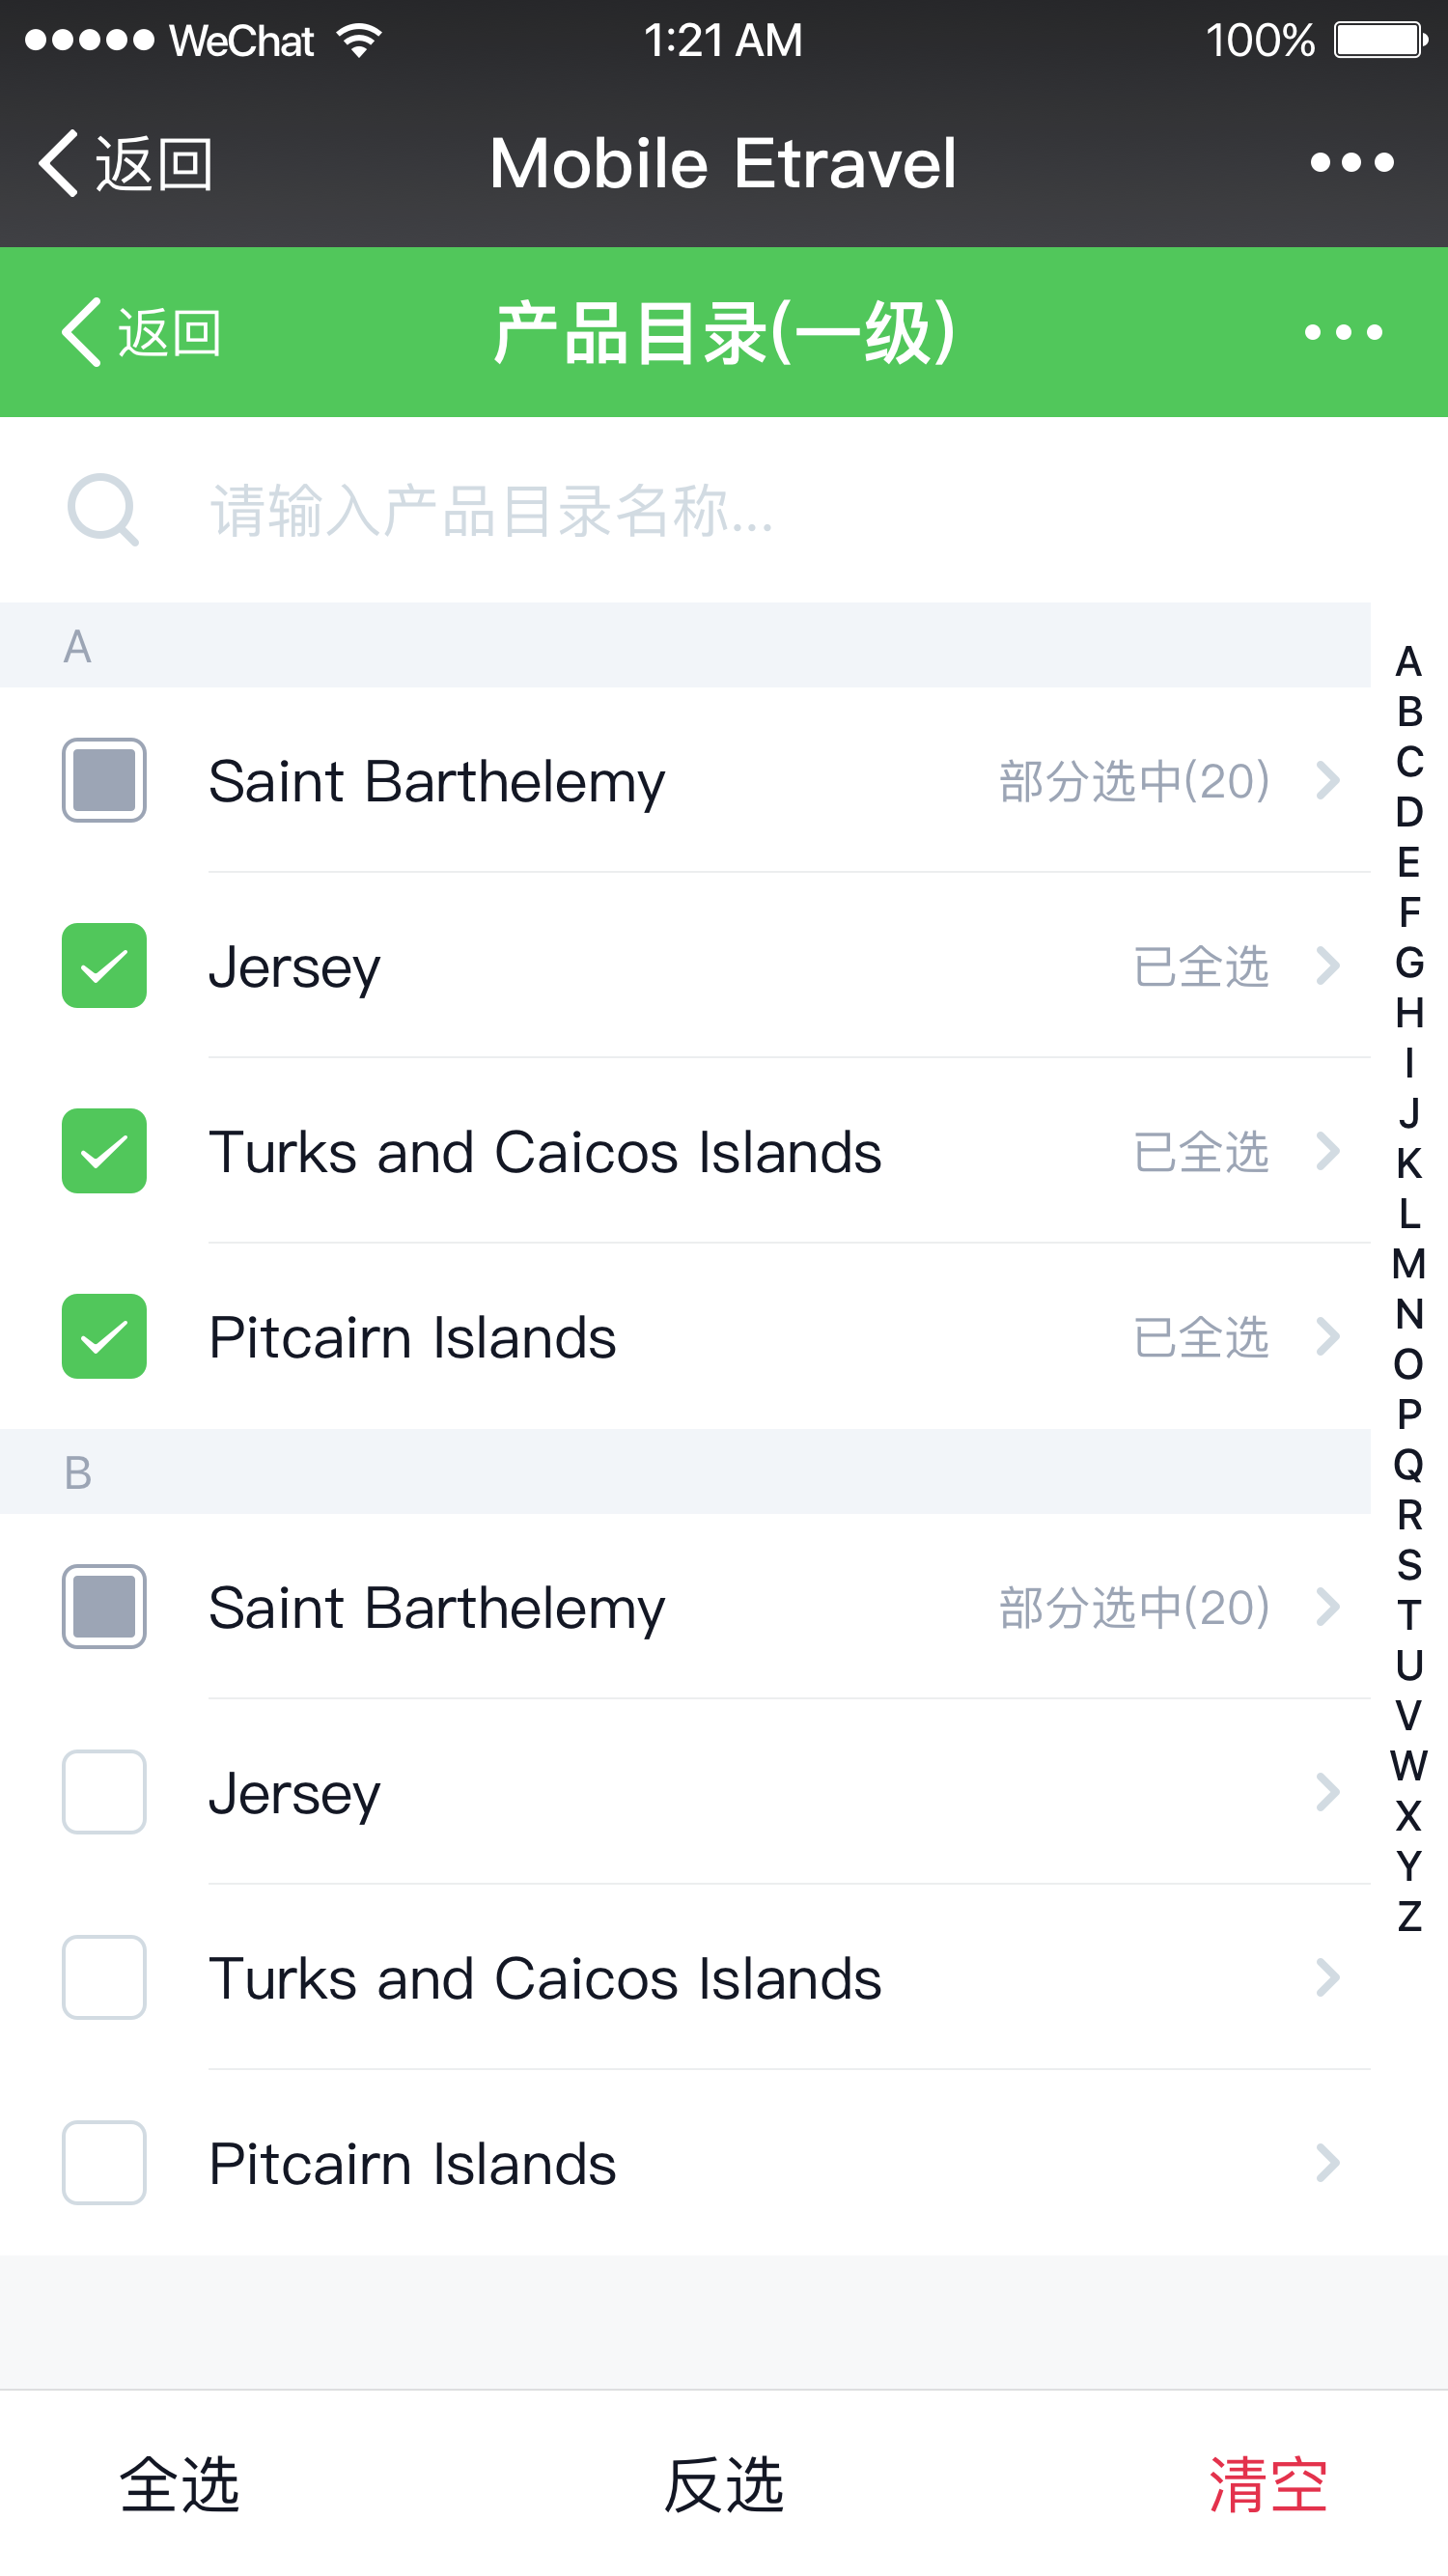 WeChat 1:21 AM 100%
返回 Mobile Etravel
返回 产品目录(一级)
请输入产品目录名称...
A
Saint Barthelemy 部分选中(20)
Jersey 已全选
Turks and Caicos Islands 已全选
Pitcairn Islands 已全选
B
Saint Barthelemy 部分选中(20)
Jersey
Turks and Caicos Islands
Pitcairn Islands
A
B
C
D
E
F
G
H
I
J
K
L
M
N
O
P
Q
R
S
T
U
V
W
X
Y
Z
全选 反选 清空